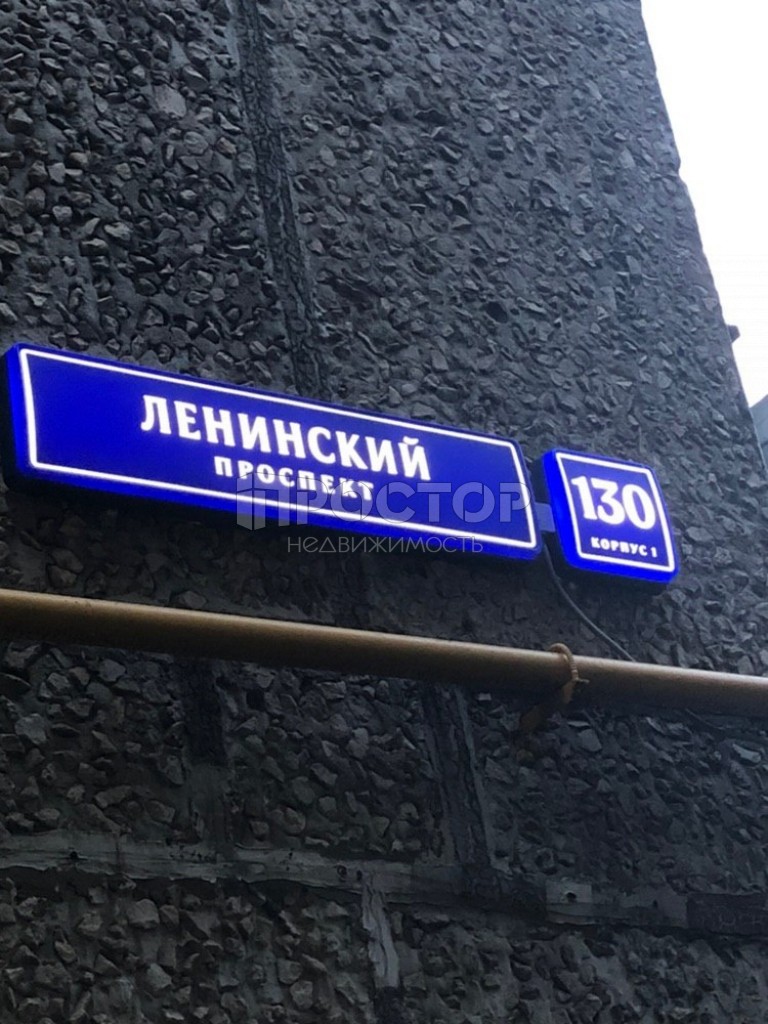 ЛЕНИНСКИЙ
ПРОСПЕКТ
130
КОРПУС 1
ПРОСТОР
НЕДВИЖИМОСТЬ